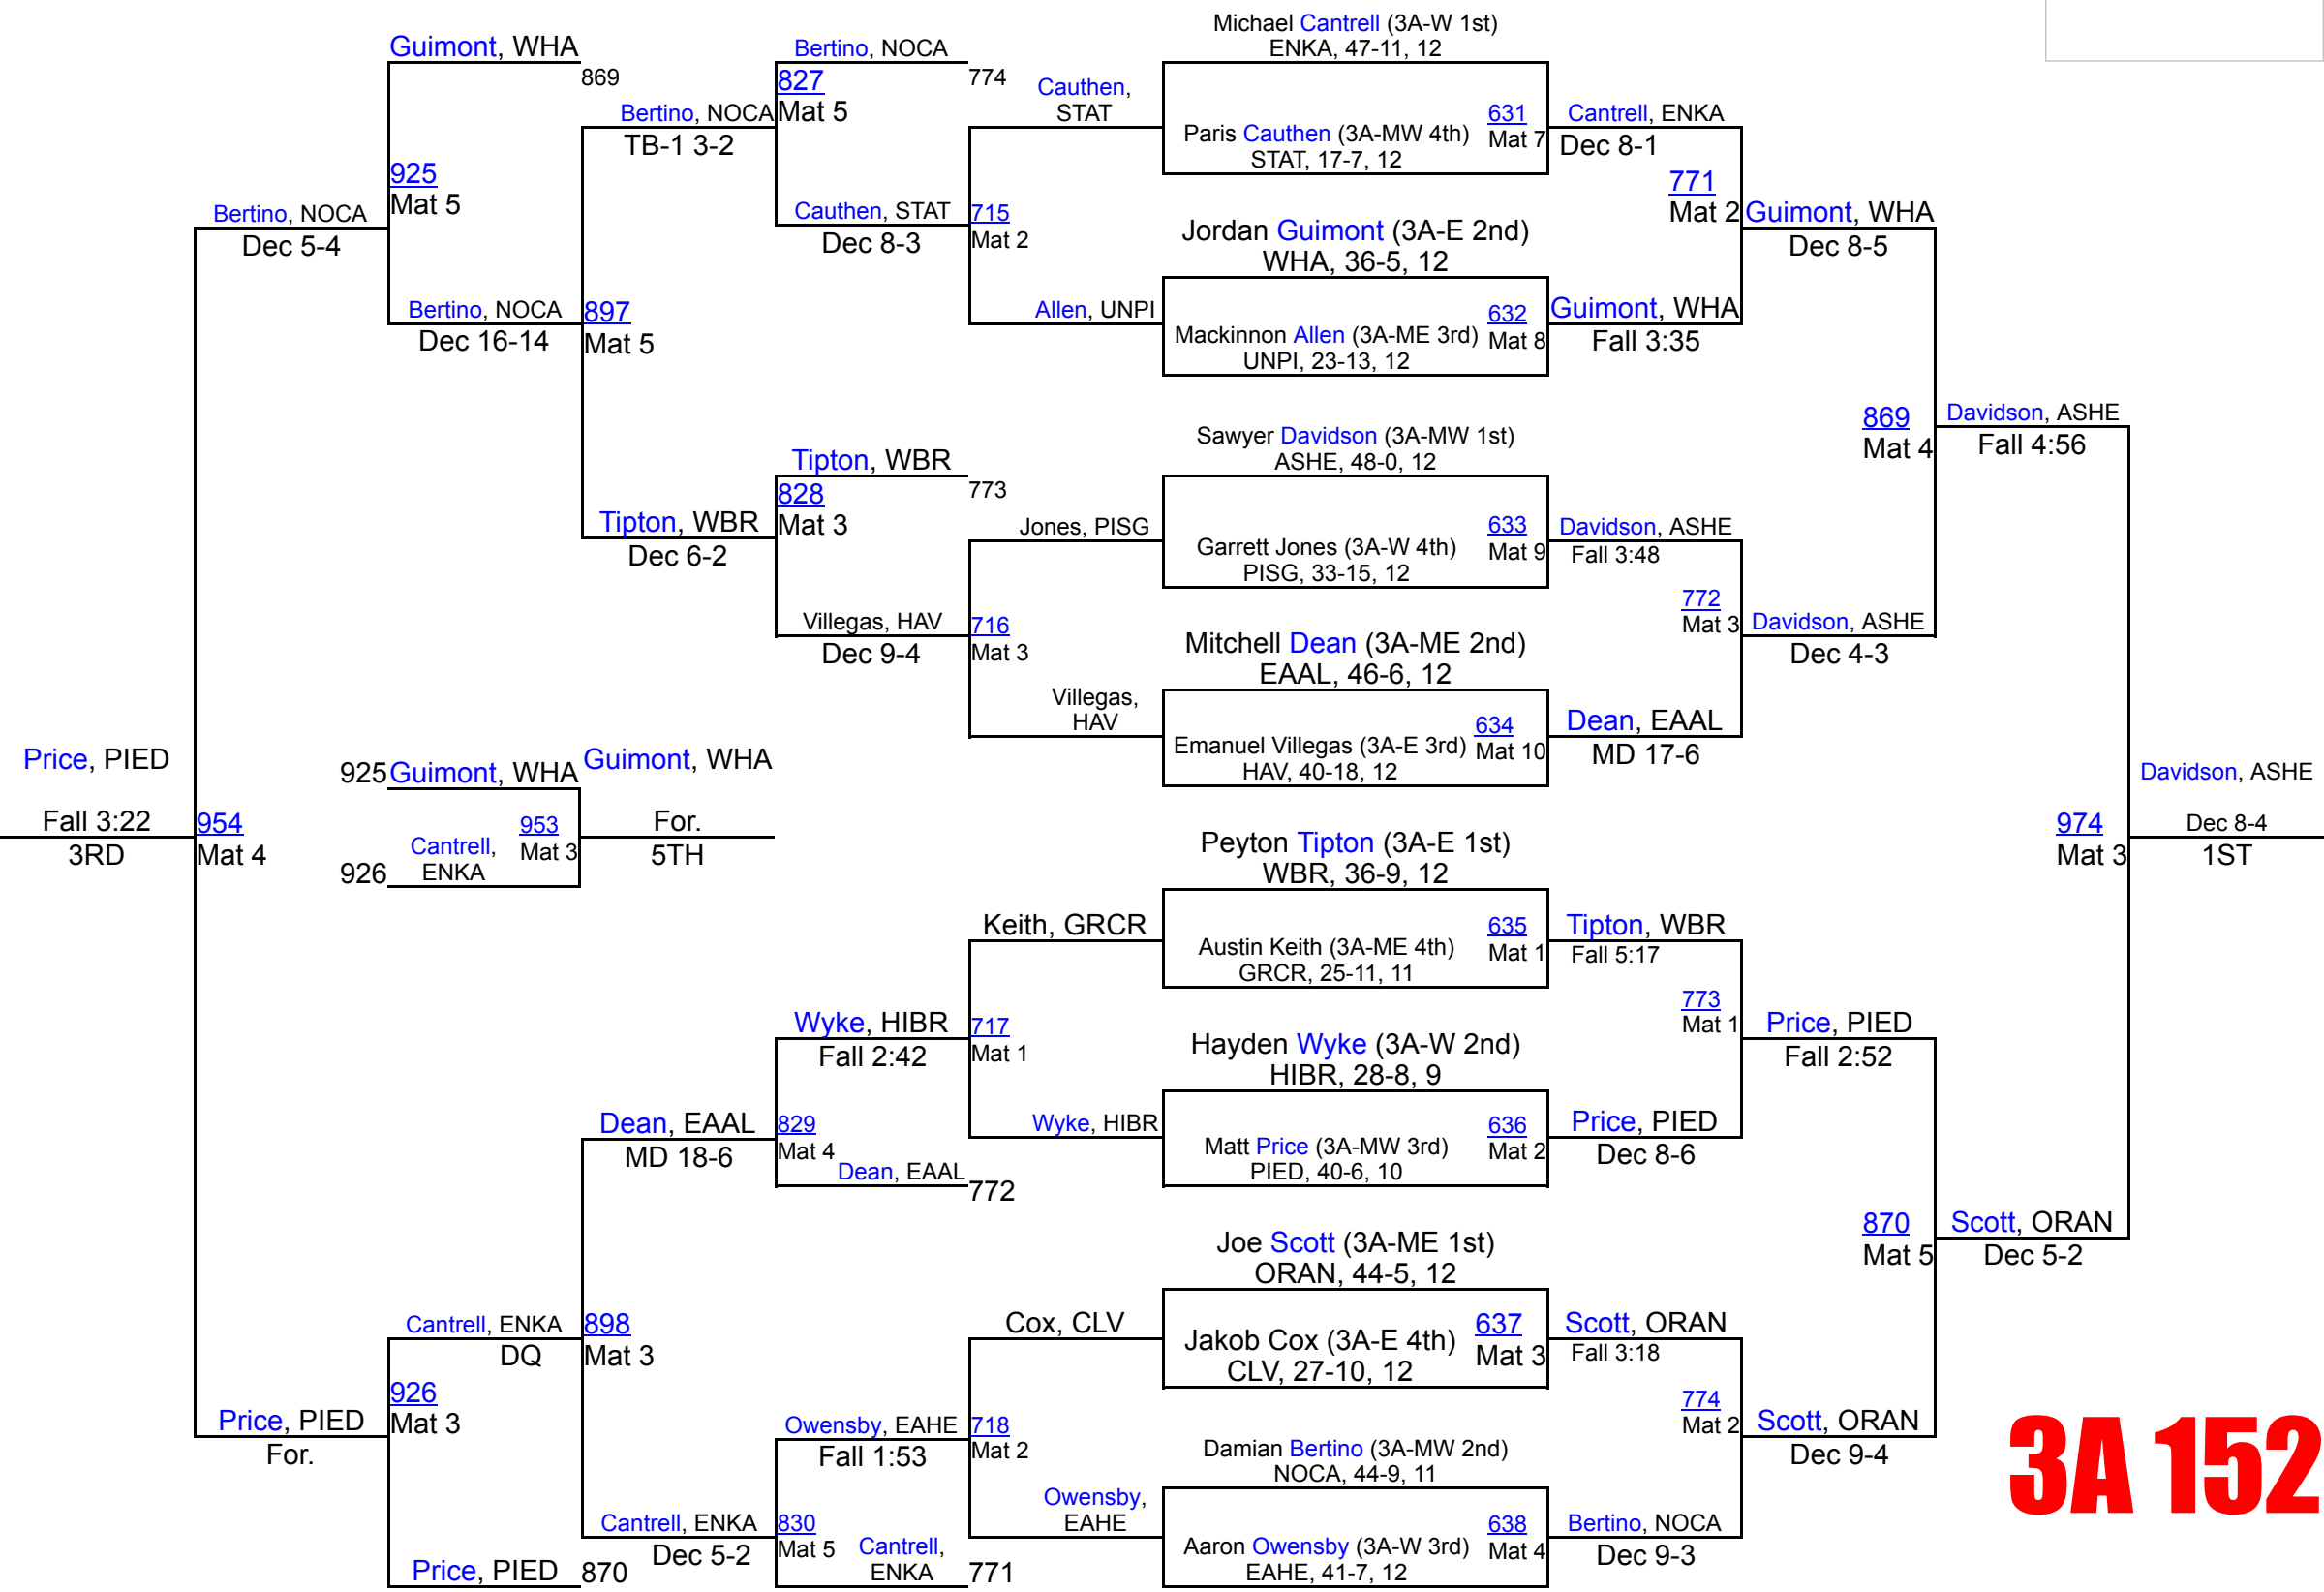 Michael Cantrell (3A-W 1st)
ENKA, 47-11, 12
Guimont, WHA
869
Bertino, NOCA
774
827
Mat 5
Cauthen,
STAT
Bertino, NOCA
TB-1 3-2
Paris Cauthen (3A-MW 4th)
STAT, 17-7, 12
631
Mat 7
Cantrell, ENKA
Dec 8-1
925
Mat 5
771
Mat 2
Bertino, NOCA
Dec 5-4
Cauthen, STAT
Dec 8-3
715
Mat 2
Jordan Guimont (3A-E 2nd)
WHA, 36-5, 12
Guimont, WHA
Dec 8-5
Bertino, NOCA
Dec 16-14
897
Mat 5
Allen, UNPI
Mackinnon Allen (3A-ME 3rd)
UNPI, 23-13, 12
632
Mat 8
Guimont, WHA
Fall 3:35
869
Mat 4
Davidson, ASHE
Fall 4:56
Sawyer Davidson (3A-MW 1st)
ASHE, 48-0, 12
Tipton, WBR
773
828
Mat 3
Tipton, WBR
Dec 6-2
Jones, PISG
Garrett Jones (3A-W 4th)
PISG, 33-15, 12
633
Mat 9
Davidson, ASHE
Fall 3:48
772
Mat 3
Villegas, HAV
Dec 9-4
716
Mat 3
Mitchell Dean (3A-ME 2nd)
EAAL, 46-6, 12
Davidson, ASHE
Dec 4-3
Villegas,
HAV
Emanuel Villegas (3A-E 3rd)
HAV, 40-18, 12
634
Mat 10
Dean, EAAL
MD 17-6
Price, PIED
Fall 3:22
3RD
954
Mat 4
925
Guimont, WHA
926
Cantrell,
ENKA
953
Mat 3
Guimont, WHA
For.
5TH
974
Mat 3
Davidson, ASHE
Dec 8-4
1ST
Peyton Tipton (3A-E 1st)
WBR, 36-9, 12
Keith, GRCR
Austin Keith (3A-ME 4th)
GRCR, 25-11, 11
635
Mat 1
Tipton, WBR
Fall 5:17
773
Mat 1
Wyke, HIBR
Fall 2:42
717
Mat 1
Hayden Wyke (3A-W 2nd)
HIBR, 28-8, 9
Price, PIED
Fall 2:52
Dean, EAAL
MD 18-6
829
Mat 4
Wyke, HIBR
Matt Price (3A-MW 3rd)
PIED, 40-6, 10
636
Mat 2
Price, PIED
Dec 8-6
Dean, EAAL
772
870
Mat 5
Scott, ORAN
Dec 5-2
Joe Scott (3A-ME 1st)
ORAN, 44-5, 12
Cantrell, ENKA
DQ
898
Mat 3
Cox, CLV
Jakob Cox (3A-E 4th)
CLV, 27-10, 12
637
Mat 3
Scott, ORAN
Fall 3:18
926
Mat 3
774
Mat 2
Price, PIED
For.
Owensby, EAHE
Fall 1:53
718
Mat 2
Damian Bertino (3A-MW 2nd)
NOCA, 44-9, 11
Scott, ORAN
Dec 9-4
Owensby,
EAHE
Cantrell, ENKA
Dec 5-2
830
Mat 5
Cantrell,
ENKA
771
Aaron Owensby (3A-W 3rd)
EAHE, 41-7, 12
638
Mat 4
Bertino, NOCA
Dec 9-3
Price, PIED
870
3A 152